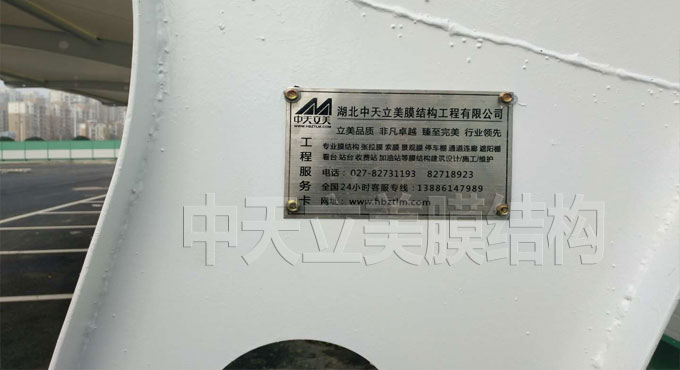 中天立美
WWW.HBZTLM.COM
湖北中天立美膜结构工程有限公司
立美品质 非凡卓越 臻至完美 行业领先
工程服务卡
专业膜结构 张拉膜 索膜 景观膜 停车棚 通道连廊 遮阳棚
看台 站台 收费站 加油站等膜结构建筑设计/施工/维护
电话：027-82731193 82718923
全国24小时客服专线：13886147989
网址：www.hbztlm.com
中天立美膜结构